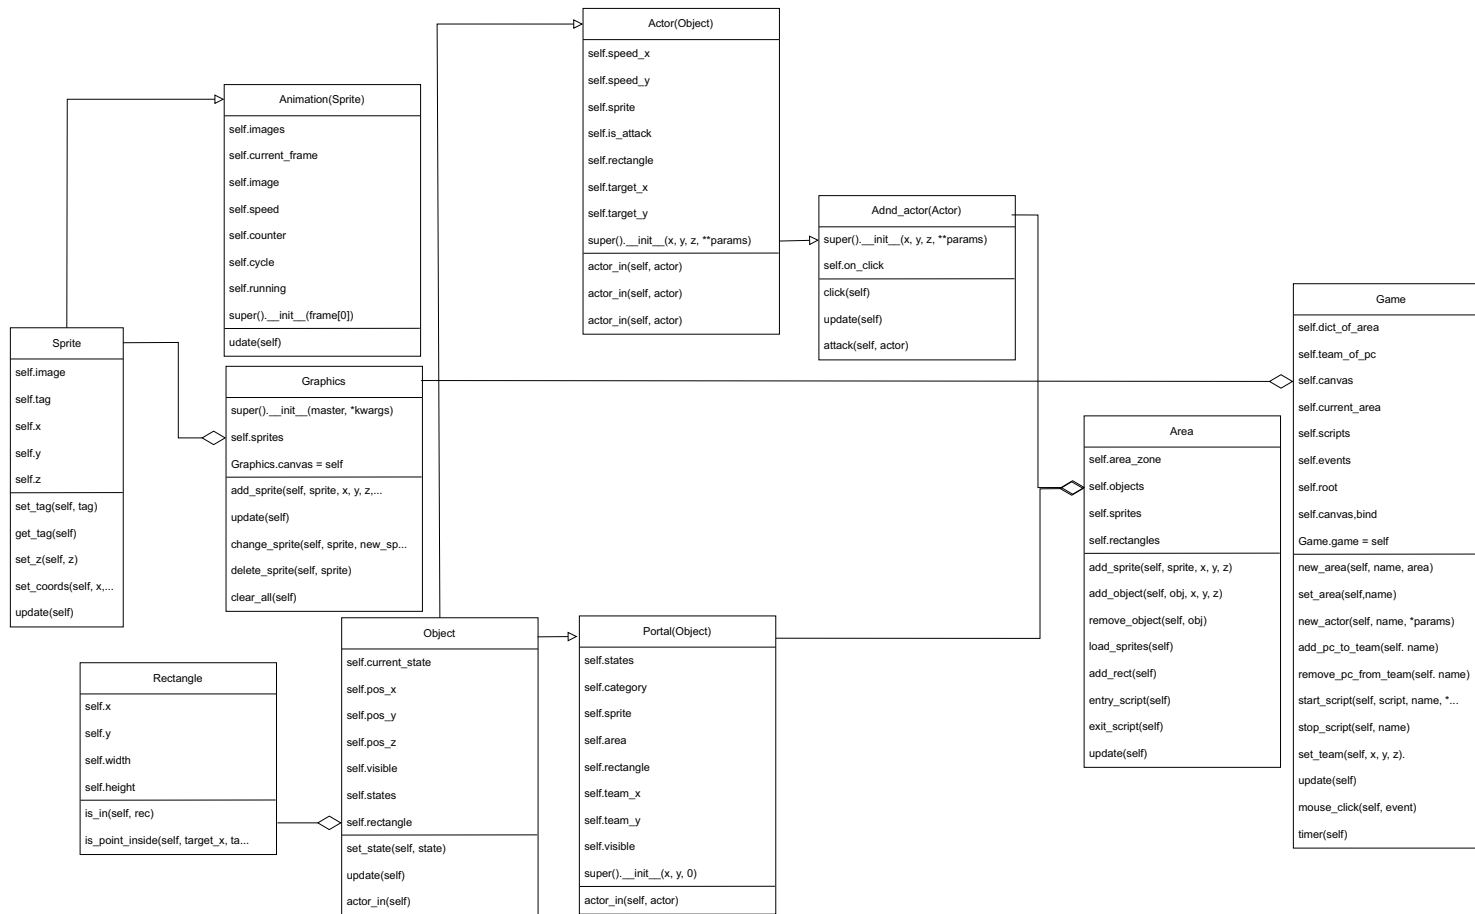 Actor(Object)
self.speed_x
self.speed_y
self.sprite
self.is_attack
self.rectangle
self.target_x
self.target_y
super().__init__(x, y, z, **params)
actor_in(self, actor)
actor_in(self, actor)
actor_in(self, actor)
Animation(Sprite)
self.images
self.current_frame
self.image
self.speed
self.counter
self.cycle
self.running
super().__init__(frame[0])
udate(self)
Adnd_actor(Actor)
super().__init__(x, y, z, **params)
self.on_click
click(self)
update(self)
attack(self, actor)
Game
self.dict_of_area
self.team_of_pc
self.canvas
self.current_area
self.scripts
self.events
self.root
self.canvas,bind
Game.game = self
new_area(self, name, area)
set_area(self,name)
new_actor(self, name, *params)
add_pc_to_team(self. name)
remove_pc_from_team(self. name)
start_script(self, script, name, *...
stop_script(self, name)
set_team(self, x, y, z).
update(self)
mouse_click(self, event)
timer(self)
Sprite
self.image
self.tag
self.x
self.y
self.z
set_tag(self, tag)
get_tag(self)
set_z(self, z)
set_coords(self, x,...
update(self)
Graphics
super().__init__(master, *kwargs)
self.sprites
Graphics.canvas = self
add_sprite(self, sprite, x, y, z,...
update(self)
change_sprite(self, sprite, new_sp...
delete_sprite(self, sprite)
clear_all(self)
Area
self.area_zone
self.objects
self.sprites
self.rectangles
add_sprite(self, sprite, x, y, z)
add_object(self, obj, x, y, z)
remove_object(self, obj)
load_sprites(self)
add_rect(self)
entry_script(self)
exit_script(self)
update(self)
Object
self.current_state
self.pos_x
self.pos_y
self.pos_z
self.visible
self.states
self.rectangle
set_state(self, state)
update(self)
actor_in(self)
Portal(Object)
self.states
self.category
self.sprite
self.area
self.rectangle
self.team_x
self.team_y
self.visible
super().__init__(x, y, 0)
actor_in(self, actor)
Rectangle
self.x
self.y
self.width
self.height
is_in(self, rec)
is_point_inside(self, target_x, ta...